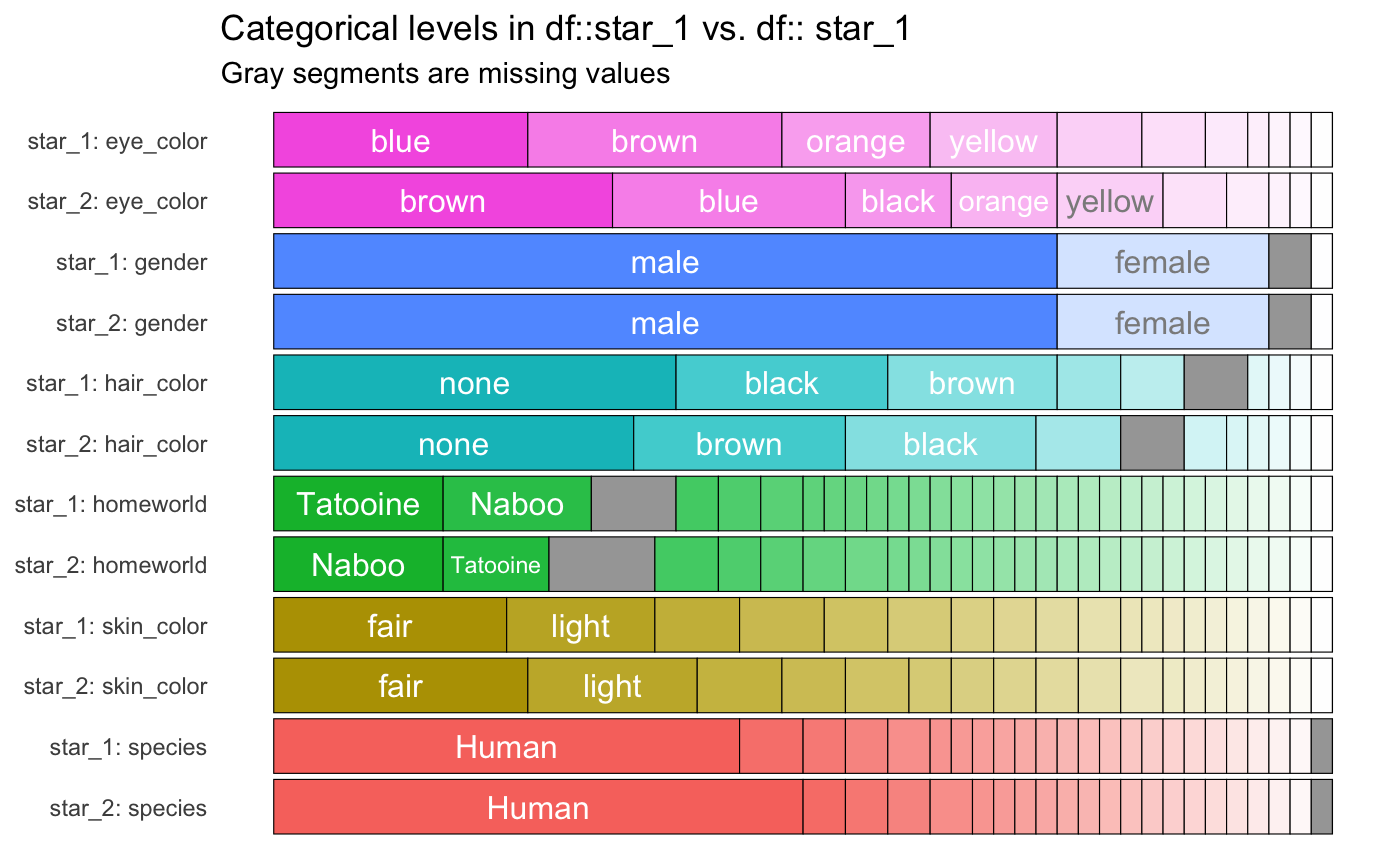 Categorical levels in df::star_1 vs. df:: star_1
Gray segments are missing values
star_1: eye_color blue brown orange yellow
star_2: eye_color brown blue black orange yellow
star_1: gender male female
star_2: gender male female
star_1: hair_color none black brown
star_2: hair_color none brown black
star_1: homeworld Tatooine Naboo
star_2: homeworld Naboo Tatooine
star_1: skin_color fair light
star_2: skin_color fair light
star_1: species Human
star_2: species Human